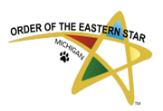 ORDER OF THE EASTERN STAR
MICHIGAN
TM